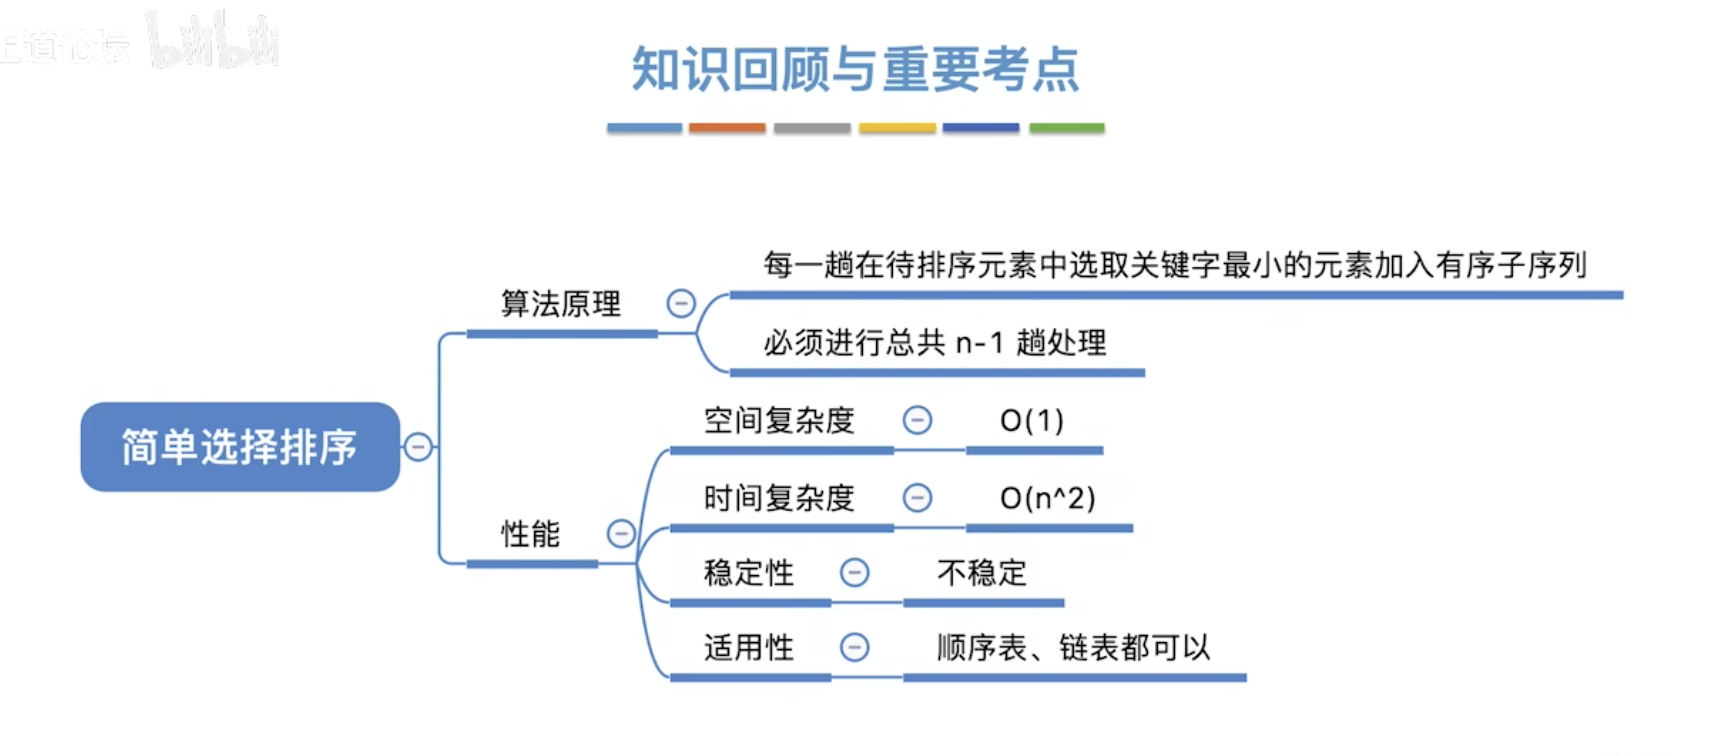 王道论坛 bilibili
知识回顾与重要考点
算法原理
每一趟在待排序元素中选取关键字最小的元素加入有序子序列
必须进行总共 n-1 趟处理
简单选择排序
性能
空间复杂度
O(1)
时间复杂度
O(n^2)
稳定性
不稳定
适用性
顺序表、链表都可以